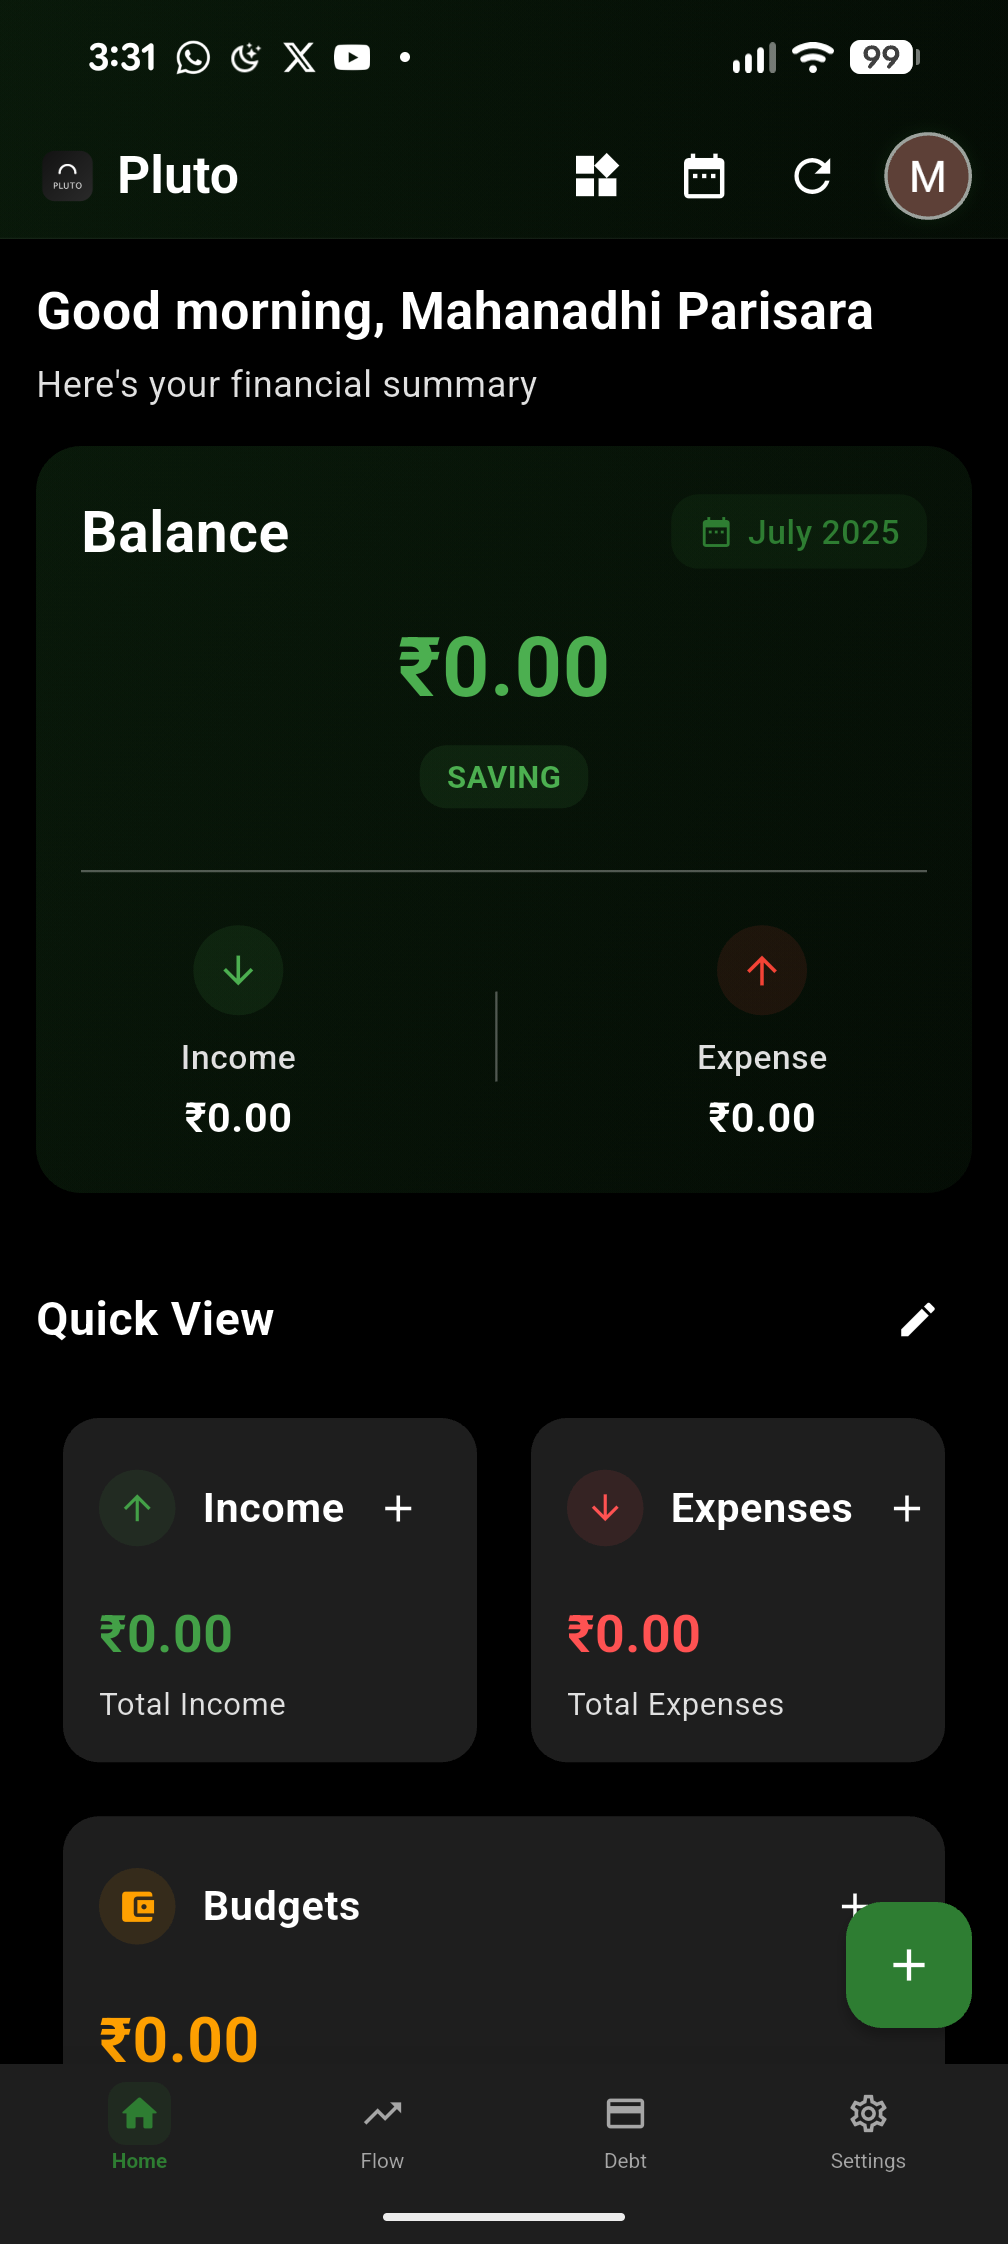 3:31 99
PLUTO
Pluto
M
Good morning, Mahanadhi Parisara
Here's your financial summary
Balance
July 2025
₹0.00
SAVING
Income
₹0.00
Expense
₹0.00
Quick View
Income
₹0.00
Total Income
Expenses
₹0.00
Total Expenses
Budgets
₹0.00
Home
Flow
Debt
Settings